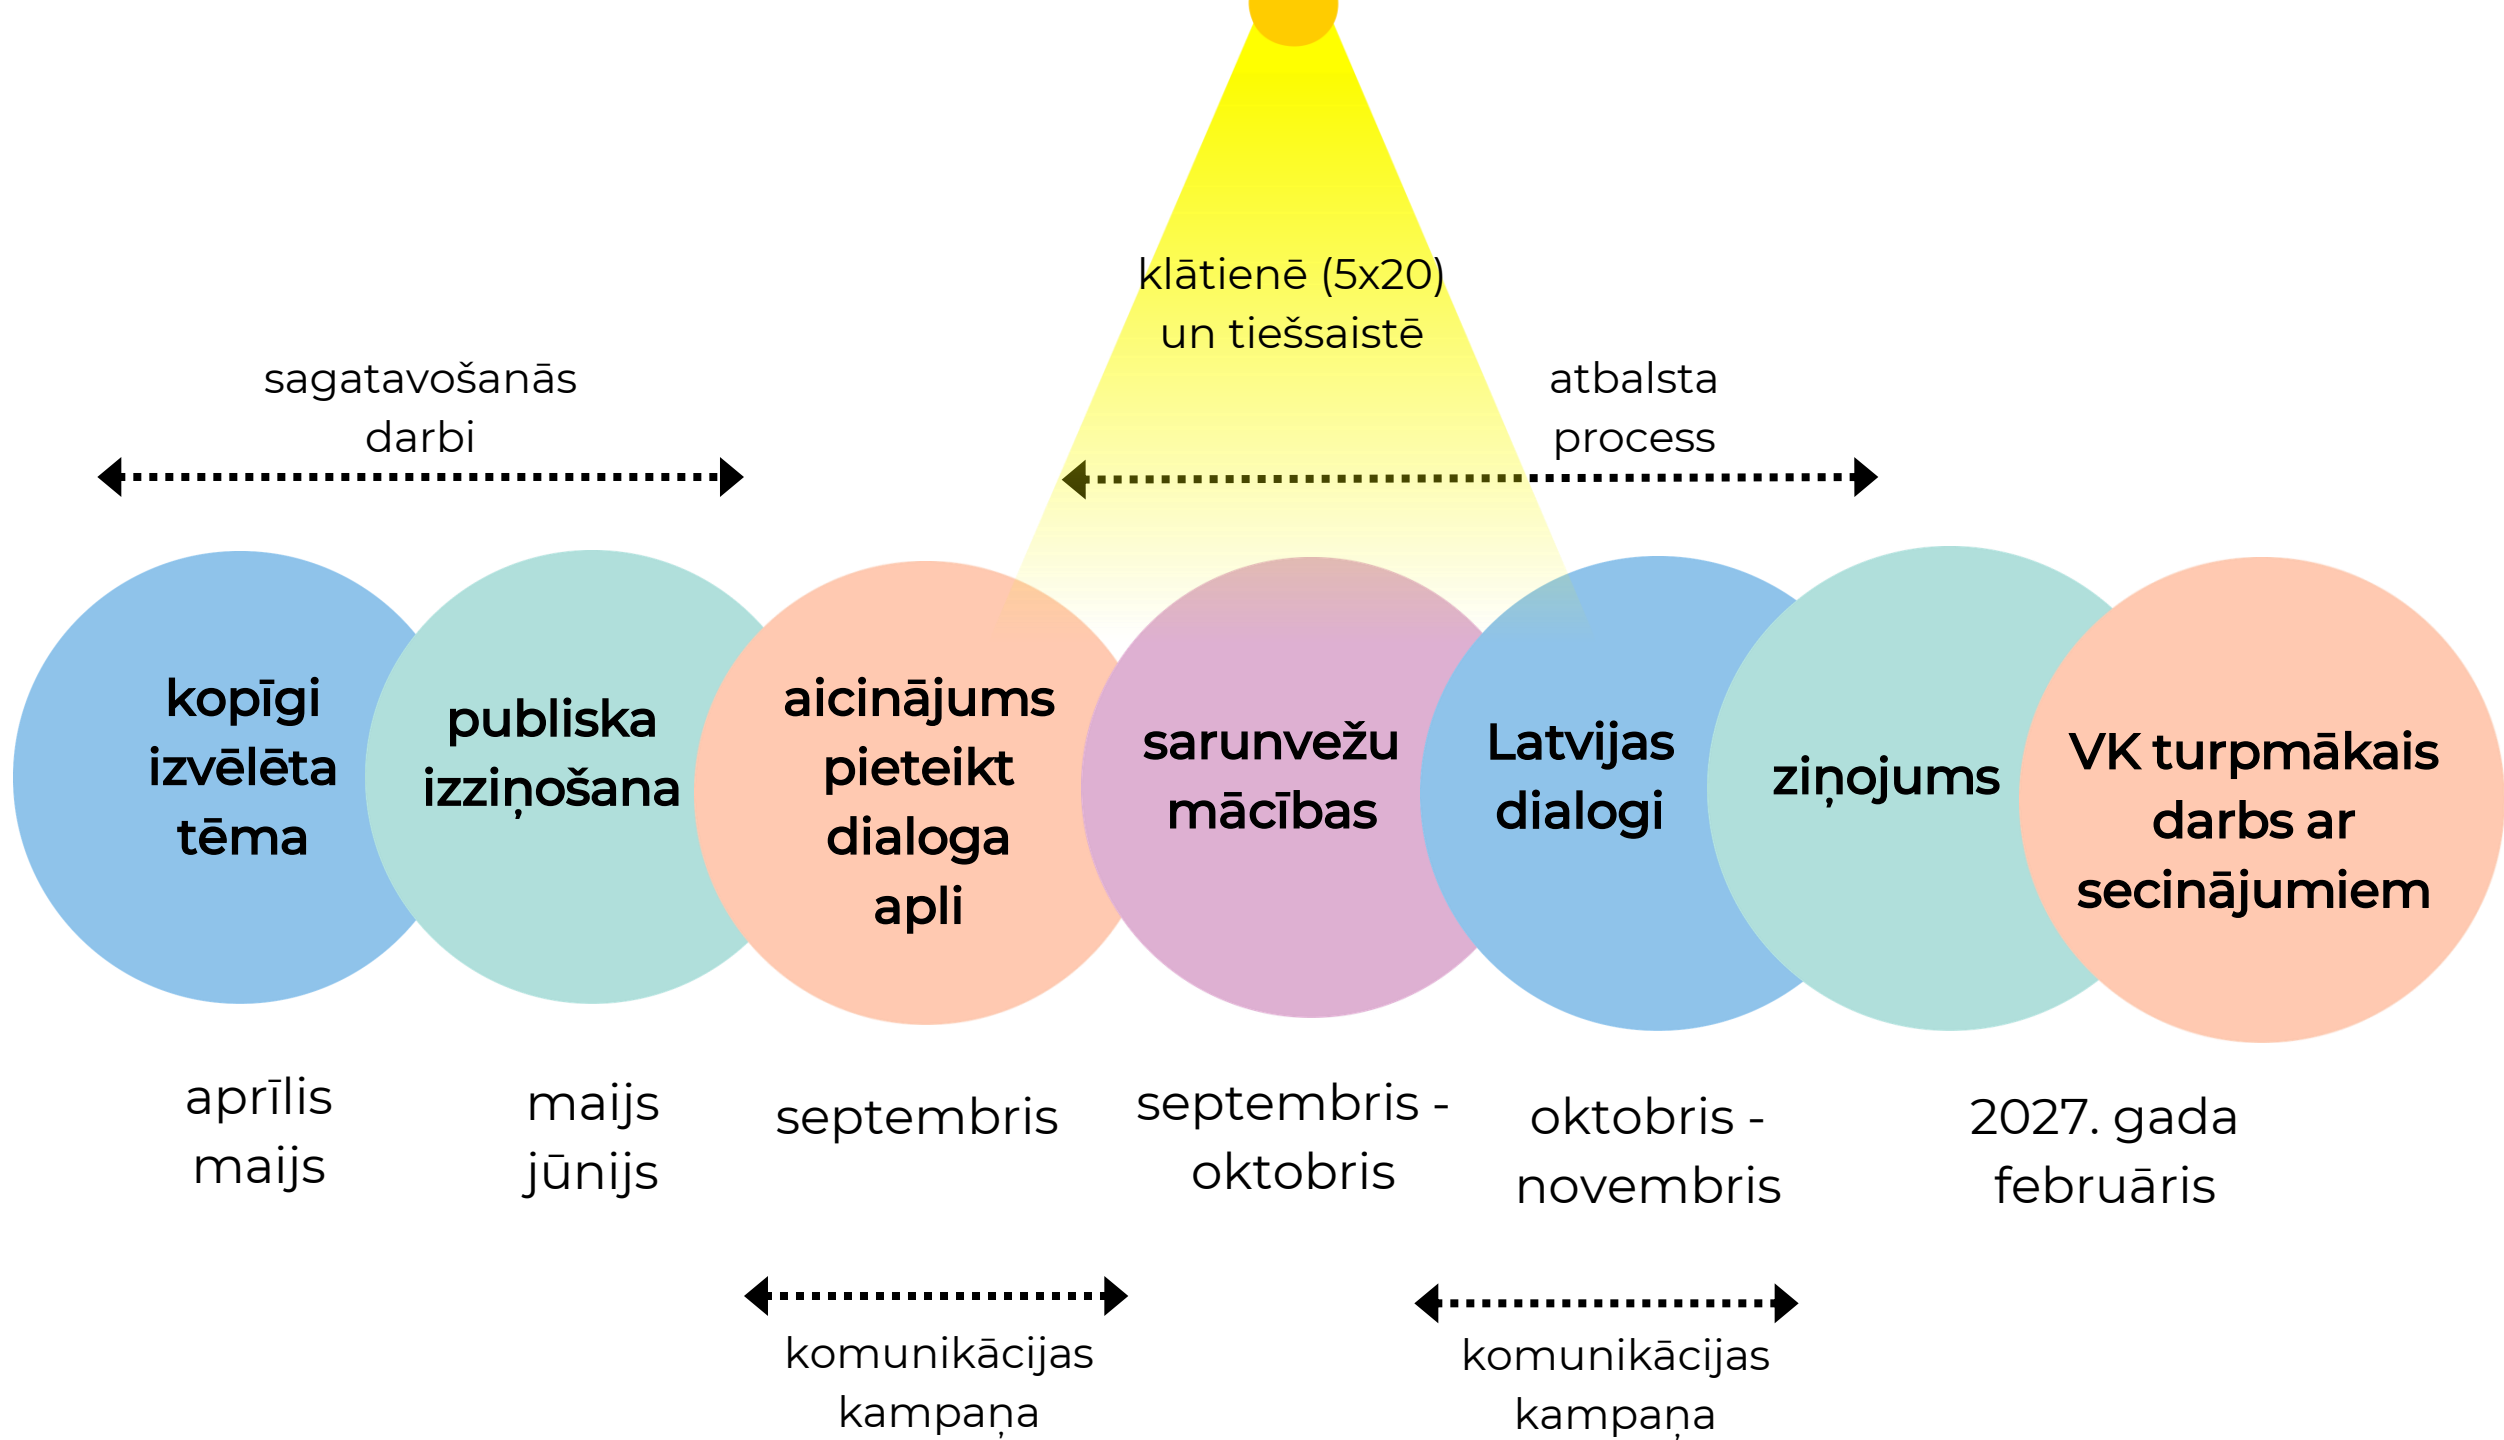 klātienē (5x20)
un tiešsaistē
sagatavošanās
darbi
atbalsta
process
kopīgi
izvēlēta
tēma
publiska
izziņošana
aicinājums
pieteikt
dialoga
apli
sarunvežu
mācības
Latvijas
dialogi
ziņojums
VK turpmākais
darbs ar
secinājumiem
aprīlis
maijs
maijs
jūnijs
septembris
septembris -
oktobris
oktobris -
novembris
2027. gada
februāris
komunikācijas
kampaņa
komunikācijas
kampaņa